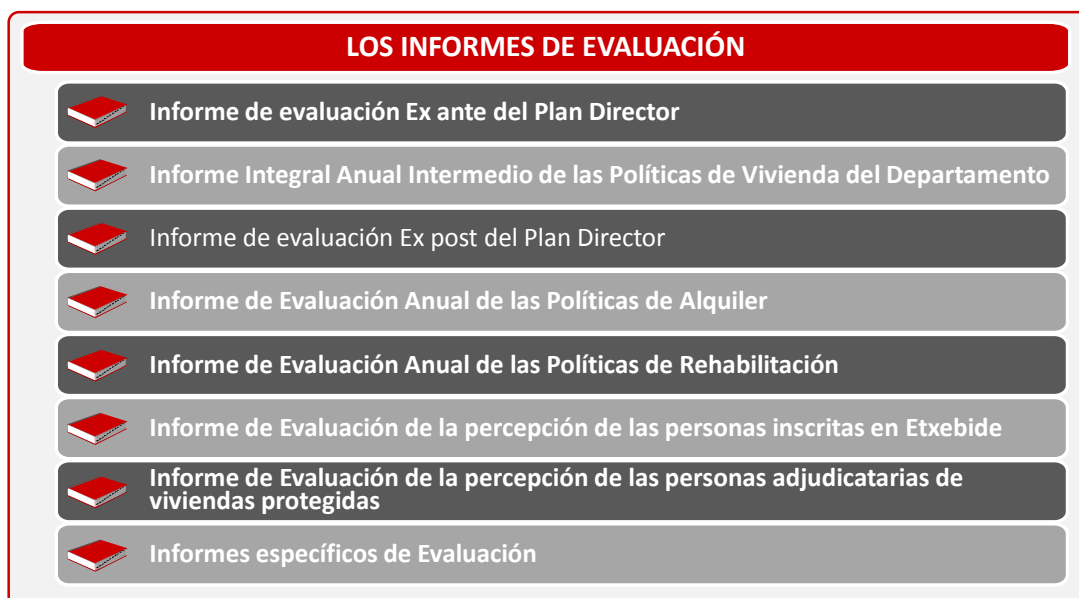 LOS INFORMES DE EVALUACIÓN
Informe de evaluación Ex ante del Plan Director
Informe Integral Anual Intermedio de las Políticas de Vivienda del Departamento
Informe de evaluación Ex post del Plan Director
Informe de Evaluación Anual de las Políticas de Alquiler
Informe de Evaluación Anual de las Políticas de Rehabilitación
Informe de Evaluación de la percepción de las personas inscritas en Etxebide
Informe de Evaluación de la percepción de las personas adjudicatarias de
viviendas protegidas
Informes específicos de Evaluación